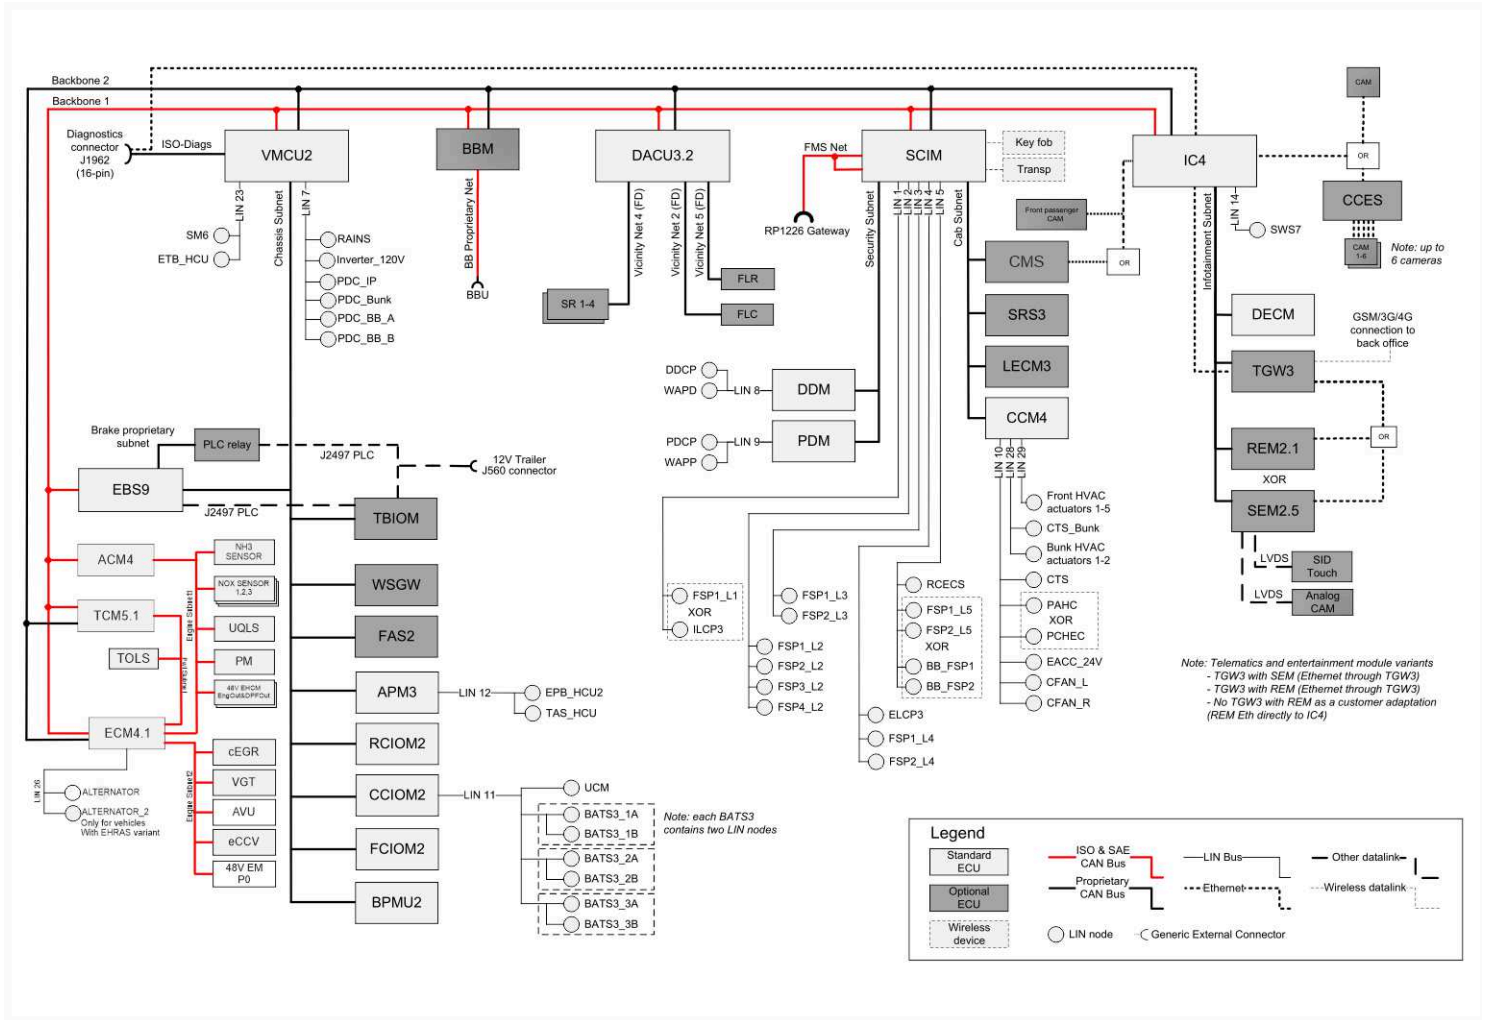 Backbone 2
Backbone 1
Diagnostics
connector
J1962
(16-pin)
ISO-Diags
VMCU2
BBM
DACU3.2
SCIM
IC4
FMS Net
Key fob
Transp
RP1226 Gateway
CAM
OR
CCES
CAM
1-6
Note: up to
6 cameras
LIN 23
Chassis Subnet
LIN 7
SM6
ETB_HCU
RAINS
Inverter_120V
PDC_IP
PDC_Bunk
PDC_BB_A
PDC_BB_B
BB Proprietary Net
BBU
Vicinity Net 4 (FD)
Vicinity Net 2 (FD)
Vicinity Net 5 (FD)
SR 1-4
FLR
FLC
Security Subnet
LIN 1
LIN 2
LIN 3
LIN 4
LIN 5
Cab Subnet
Front passenger
CAM
OR
CMS
SRS3
LECM3
CCM4
Infotainment Subnet
LIN 14
SWS7
DECM
GSM/3G/4G
connection to
back office
TGW3
OR
REM2.1
XOR
SEM2.5
LVDS
SID
Touch
LVDS
Analog
CAM
DDCP
WAPD
LIN 8
DDM
PDCP
WAPP
LIN 9
PDM
LIN 10
LIN 28
LIN 29
Front HVAC
actuators 1-5
CTS_Bunk
Bunk HVAC
actuators 1-2
CTS
PAHC
XOR
PCHEC
EACC_24V
CFAN_L
CFAN_R
Brake proprietary
subnet
PLC relay
J2497 PLC
12V Trailer
J560 connector
EBS9
J2497 PLC
TBIOM
WSGW
FAS2
APM3
LIN 12
EPB_HCU2
TAS_HCU
RCIOM2
CCIOM2
LIN 11
UCM
BATS3_1A
BATS3_1B
BATS3_2A
BATS3_2B
BATS3_3A
BATS3_3B
Note: each BATS3
contains two LIN nodes
FCIOM2
BPMU2
ACM4
NH3
SENSOR
NOX SENSOR
1,2,3
Engine Subnet1
UQLS
PM
48V EHCM
EngOut&DPFOut
TCM5.1
TOLS
ECM4.1
cEGR
VGT
AVU
eCCV
48V EM
P0
Engine Subnet2
LIN 26
ALTERNATOR
ALTERNATOR_2
Only for vehicles
With EHRAS variant
FSP1_L1
XOR
ILCP3
FSP1_L3
FSP2_L3
FSP1_L2
FSP2_L2
FSP3_L2
FSP4_L2
RCECS
FSP1_L5
FSP2_L5
XOR
BB_FSP1
BB_FSP2
ELCP3
FSP1_L4
FSP2_L4
Note: Telematics and entertainment module variants
- TGW3 with SEM (Ethernet through TGW3)
- TGW3 with REM (Ethernet through TGW3)
- No TGW3 with REM as a customer adaptation
(REM Eth directly to IC4)
Legend
Standard
ECU
Optional
ECU
Wireless
device
ISO & SAE
CAN Bus
Proprietary
CAN Bus
LIN Bus
Ethernet
Other datalink
Wireless datalink
LIN node
Generic External Connector